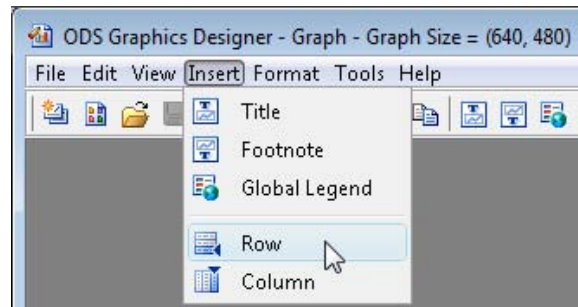 ODS Graphics Designer - Graph - Graph Size = (640, 480)
File Edit View Insert Format Tools Help
Title
Footnote
Global Legend
Row
Column